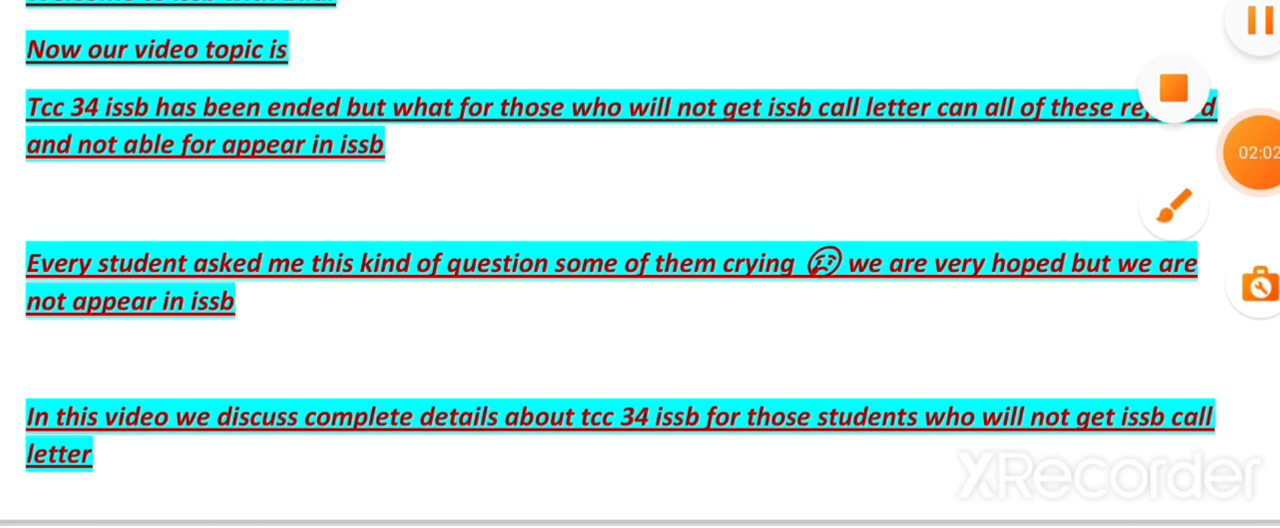 Now our video topic is
Tcc 34 issb has been ended but what for those who will not get issb call letter can all of these
and not able for appear in issb
Every student asked me this kind of question some of them crying 😢 we are very hoped but we are
not appear in issb
In this video we discuss complete details about tcc 34 issb for those students who will not get issb call
letter
02:02
XRecorder